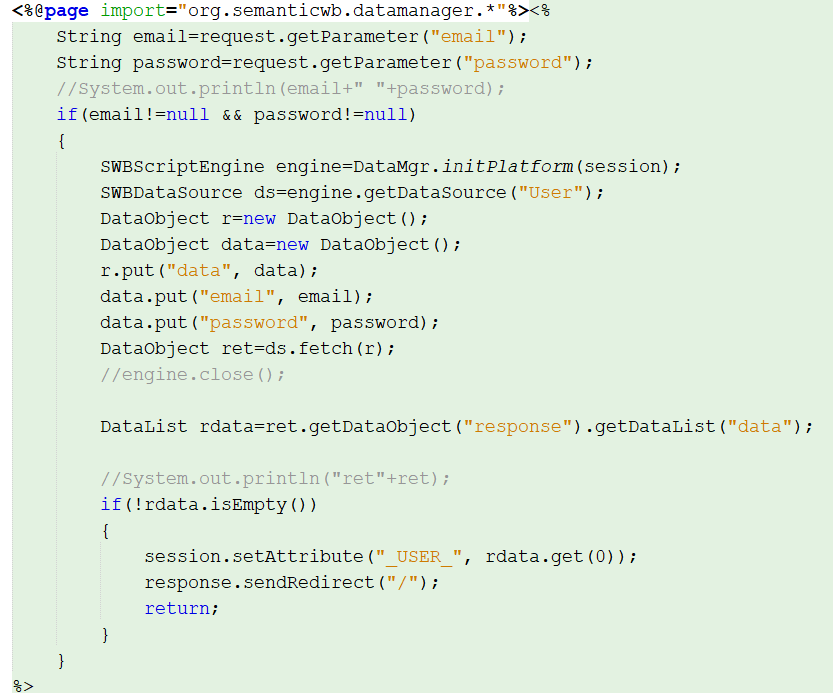 <%@page import="org.semanticwb.datamanager.*"%><%
    String email=request.getParameter("email");
    String password=request.getParameter("password");
    //System.out.println(email+" "+password);
    if(email!=null && password!=null)
    {
        SWBScriptEngine engine=DataMgr.initPlatform(session);
        SWBDataSource ds=engine.getDataSource("User");
        DataObject r=new DataObject();
        DataObject data=new DataObject();
        r.put("data", data);
        data.put("email", email);
        data.put("password", password);
        DataObject ret=ds.fetch(r);
        //engine.close();

        DataList rdata=ret.getDataObject("response").getDataList("data");

        //System.out.println("ret"+ret);
        if(!rdata.isEmpty())
        {
            session.setAttribute("_USER_", rdata.get(0));
            response.sendRedirect("/");
            return;
        }
    }
%>